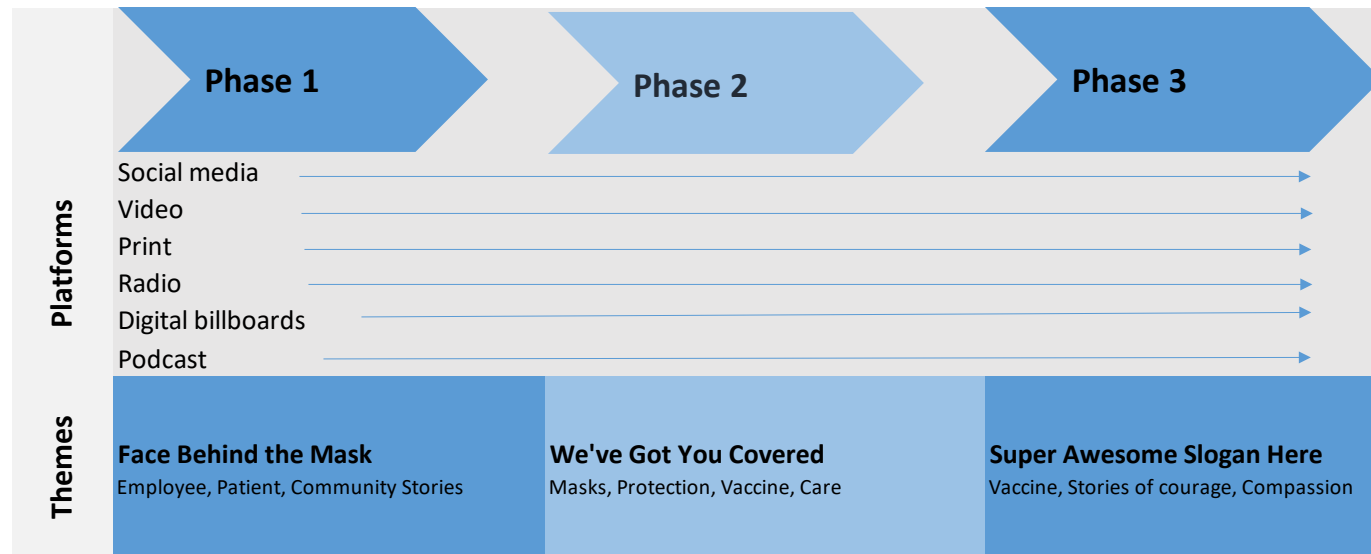 Phase 1
Phase 2
Phase 3
Platforms
Social media
Video
Print
Radio
Digital billboards
Podcast
Themes
Face Behind the Mask
Employee, Patient, Community Stories
We've Got You Covered
Masks, Protection, Vaccine, Care
Super Awesome Slogan Here
Vaccine, Stories of courage, Compassion